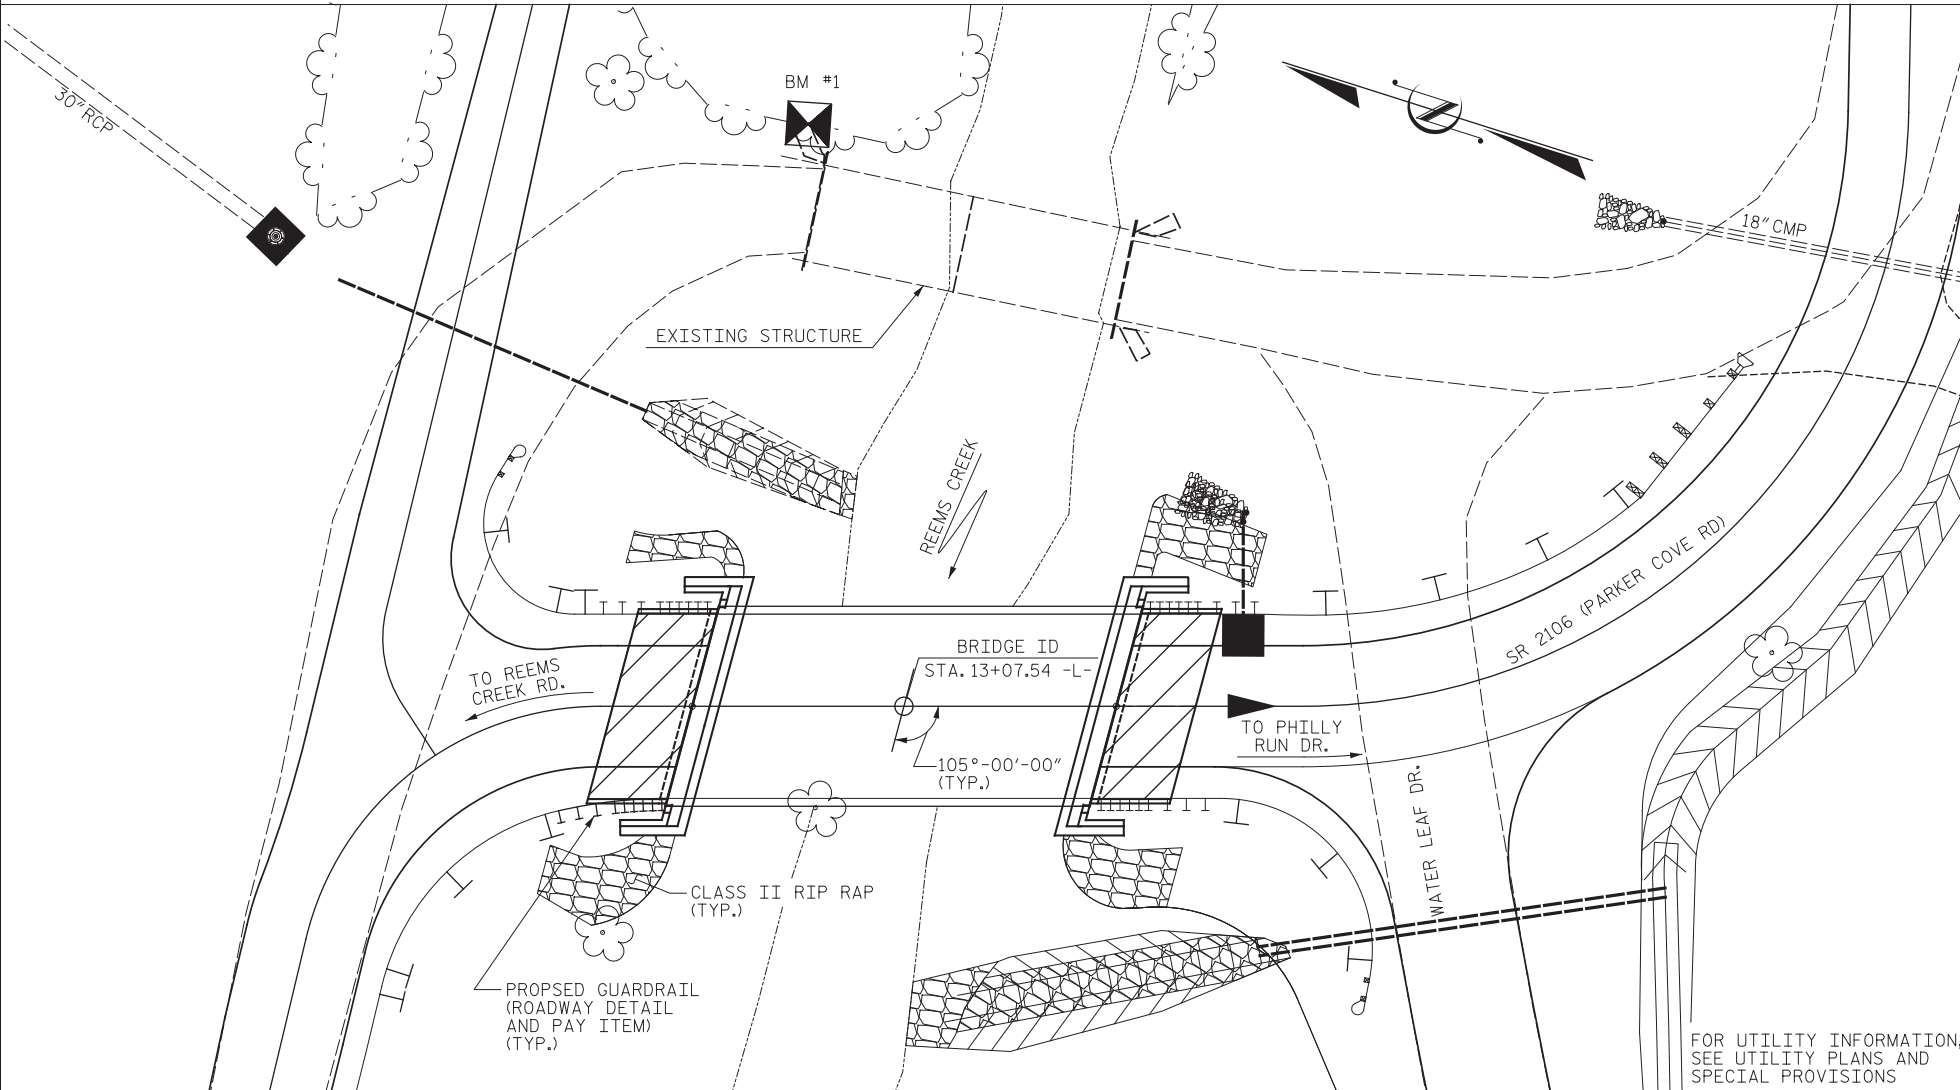 BM #1
30" RCP
18" CMP
EXISTING STRUCTURE
REEMS CREEK
SR 2106 (PARKER COVE RD)
BRIDGE ID
STA. 13+07.54 -L-
TO REEMS
CREEK RD.
TO PHILLY
RUN DR.
105°-00'-00"
(TYP.)
WATER LEAF DR.
CLASS II RIP RAP
(TYP.)
PROPSED GUARDRAIL
(ROADWAY DETAIL
AND PAY ITEM)
(TYP.)
FOR UTILITY INFORMATION,
SEE UTILITY PLANS AND
SPECIAL PROVISIONS